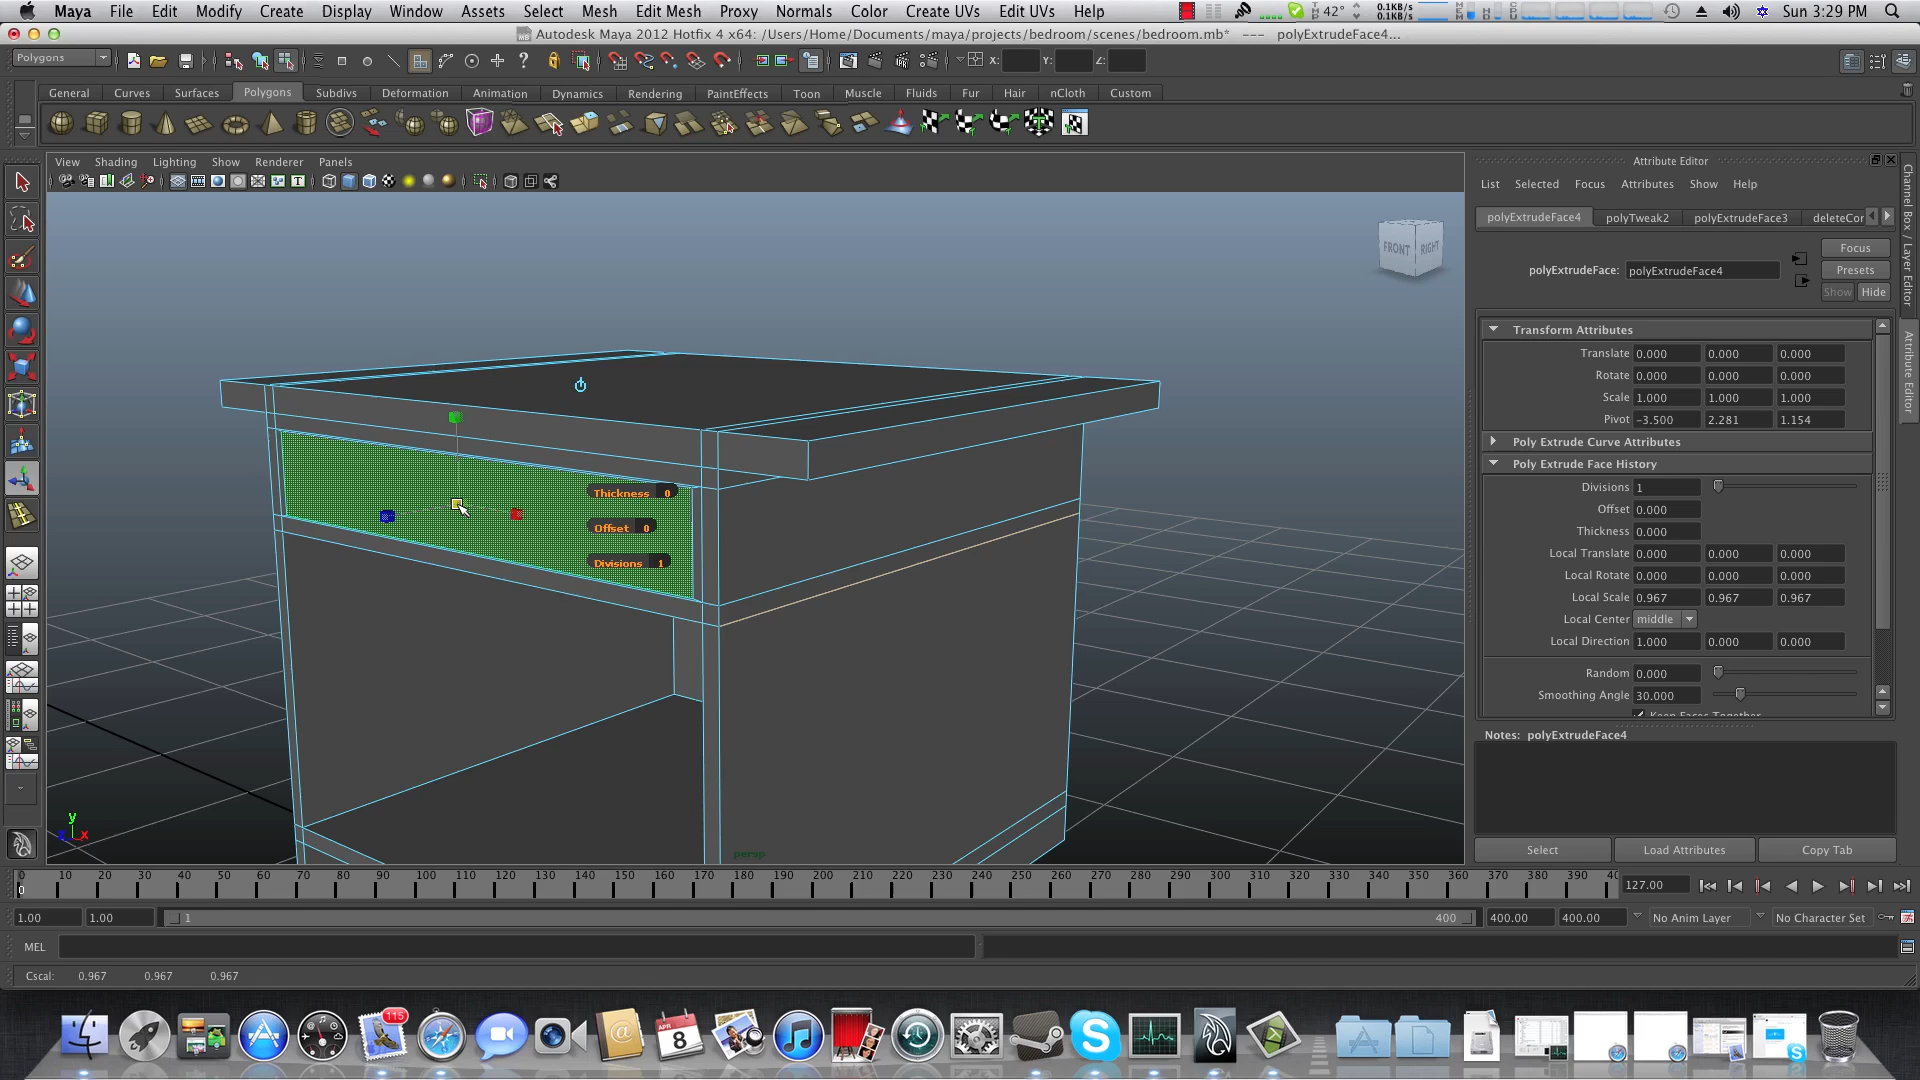 Maya File Edit Modify Create Display Window Assets Select Mesh Edit Mesh Proxy Normals Color Create UVs Edit UVs Help 42° 0.1KB/s 0.1KB/s Sun 3:29 PM
Autodesk Maya 2012 Hotfix 4 x64: /Users/Home/Documents/maya/projects/bedroom/scenes/bedroom.mb* --- polyExtrudeFace4...
Polygons X: Y: Z:
General Curves Surfaces Polygons Subdivs Deformation Animation Dynamics Rendering PaintEffects Toon Muscle Fluids Fur Hair nCloth Custom
View Shading Lighting Show Renderer Panels
FRONT RIGHT
Thickness 0
Offset 0
Divisions 1
y
x
persp
Attribute Editor
List Selected Focus Attributes Show Help
polyExtrudeFace4 polyTweak2 polyExtrudeFace3 deleteCor
Focus
polyExtrudeFace: polyExtrudeFace4
Presets
Show Hide
Transform Attributes
Translate 0.000 0.000 0.000
Rotate 0.000 0.000 0.000
Scale 1.000 1.000 1.000
Pivot -3.500 2.281 1.154
Poly Extrude Curve Attributes
Poly Extrude Face History
Divisions 1
Offset 0.000
Thickness 0.000
Local Translate 0.000 0.000 0.000
Local Rotate 0.000 0.000 0.000
Local Scale 0.967 0.967 0.967
Local Center middle
Local Direction 1.000 0.000 0.000
Random 0.000
Smoothing Angle 30.000
Keep Faces Together
Notes: polyExtrudeFace4
Select Load Attributes Copy Tab
Channel Box / Layer Editor
Attribute Editor
0 10 20 30 40 50 60 70 80 90 100 110 120 130 140 150 160 170 180 190 200 210 220 230 240 250 260 270 280 290 300 310 320 330 340 350 360 370 380 390 40
0
127.00
1.00 1.00 1 400 400.00 400.00 No Anim Layer No Character Set
MEL
Cscal: 0.967 0.967 0.967
115
APR
8